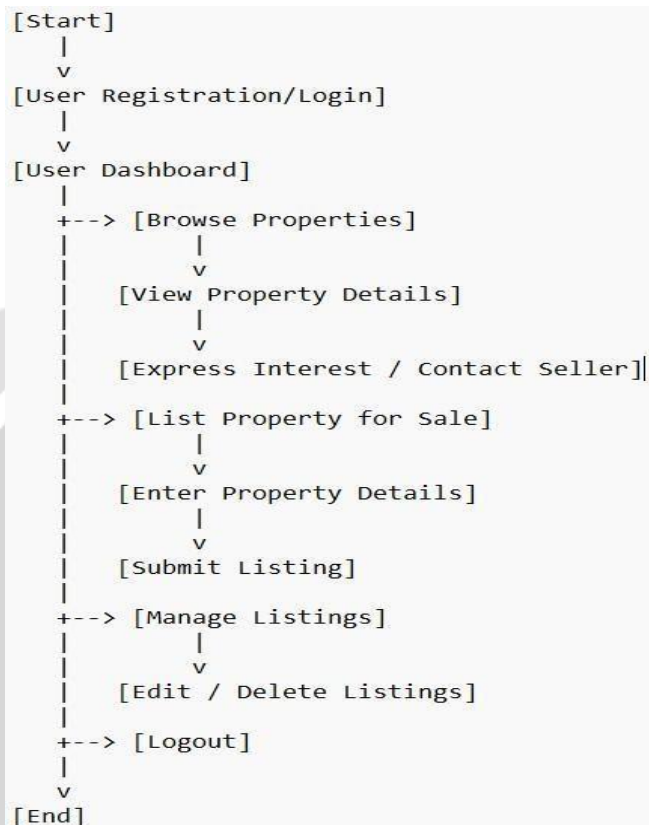 [Start]
|
v
[User Registration/Login]
|
v
[User Dashboard]
|
+--> [Browse Properties]
|         |
|         v
|    [View Property Details]
|         |
|         v
|    [Express Interest / Contact Seller]
|
+--> [List Property for Sale]
|         |
|         v
|    [Enter Property Details]
|         |
|         v
|    [Submit Listing]
|
+--> [Manage Listings]
|         |
|         v
|    [Edit / Delete Listings]
|
+--> [Logout]
|
v
[End]